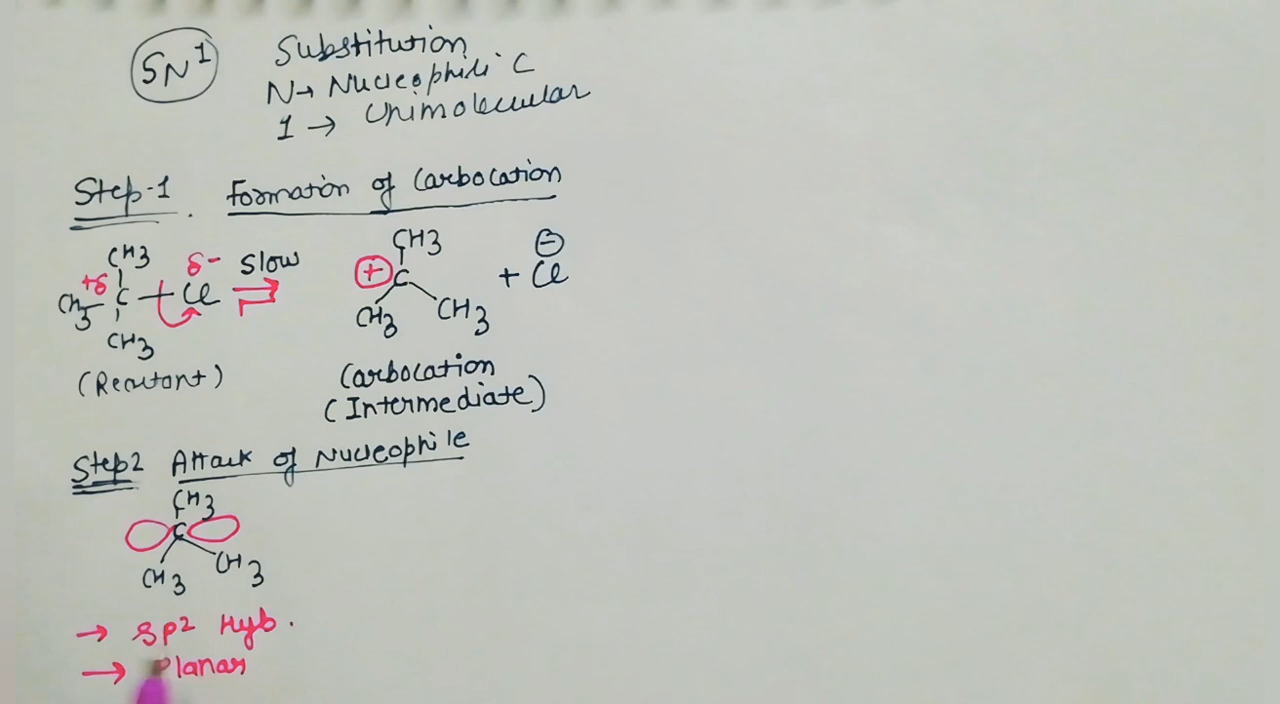 SN1 Substitution
N→ Nucleophilic
1 → Unimolecular
Step-1. Formation of Carbocation
CH3 CH3 ⊖
+δ δ- Slow
CH3 C Cl ⊕ C + Cl
CH3 CH3 CH3
(Reactant) Carbocation
(Intermediate)
Step2 Attack of Nucleophile
CH3
C
CH3 CH3
→ sp2 Hyb.
→ Planar